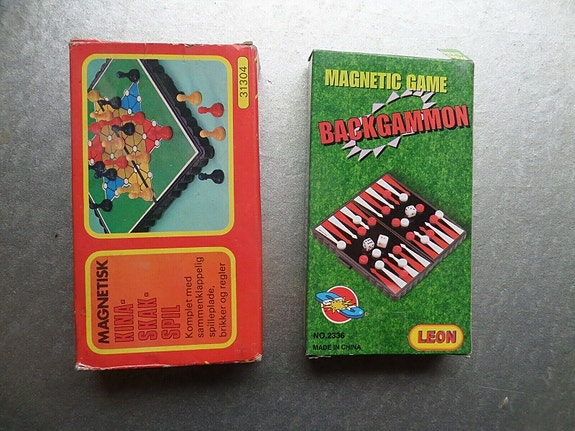 31304
MAGNETISK
KINA-
SKAK-
SPIL
Komplet med
sammenklappelig
spilleplade,
brikker og regler
MAGNETIC GAME
BACKGAMMON
NO.2336
MADE IN CHINA
LEON